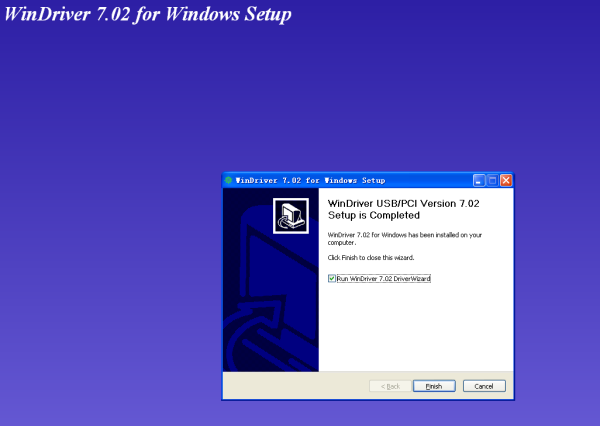 WinDriver 7.02 for Windows Setup
WinDriver 7.02 for Windows Setup
WinDriver USB/PCI Version 7.02
Setup is Completed
WinDriver 7.02 for Windows has been installed on your
computer.
Click Finish to close this wizard.
Run WinDriver 7.02 DriverWizard
< Back
Finish
Cancel